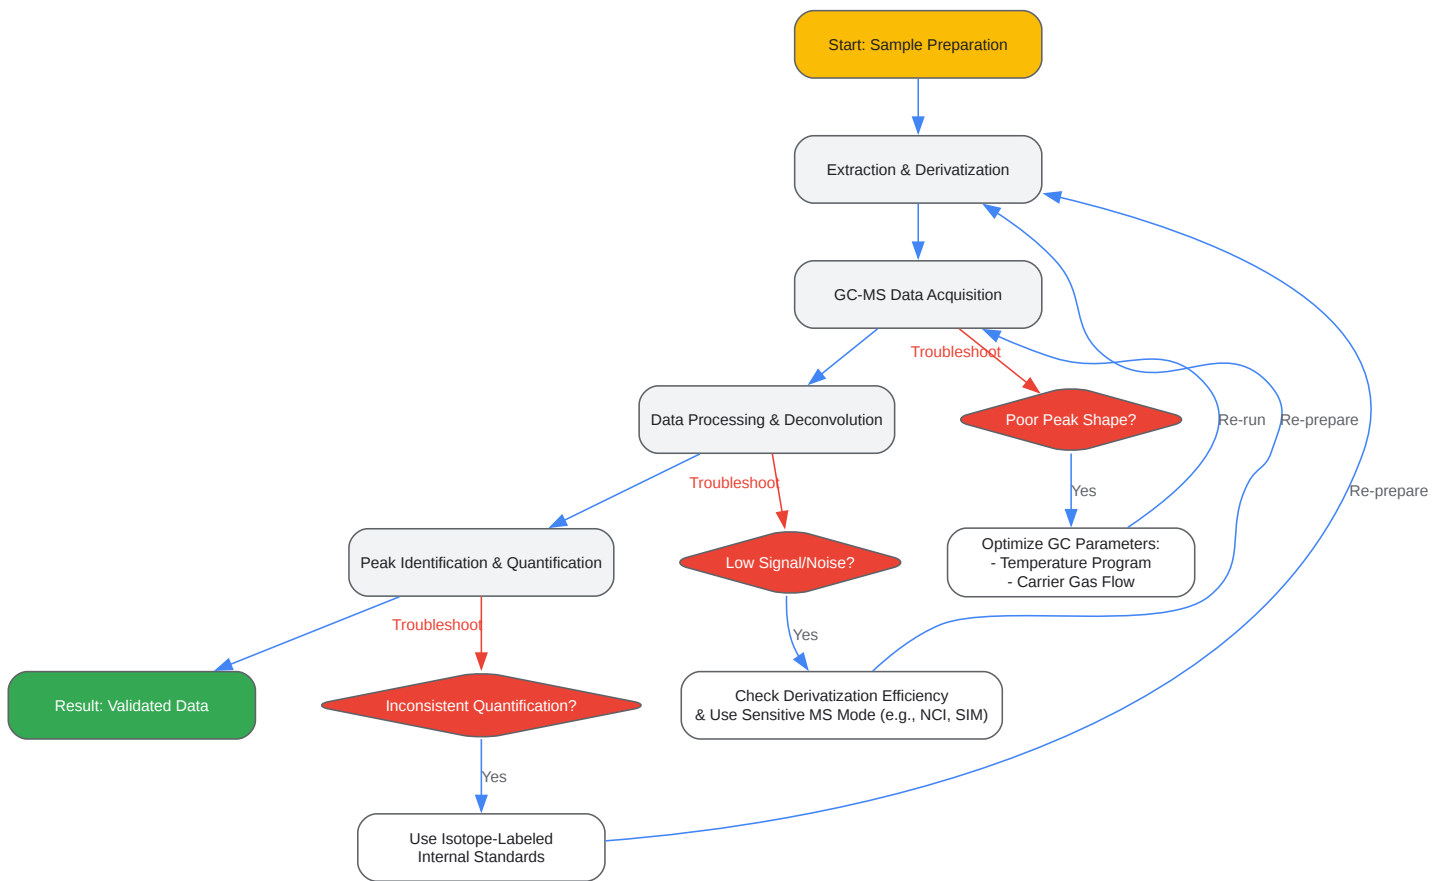 Start: Sample Preparation
Extraction & Derivatization
GC-MS Data Acquisition
Troubleshoot
Data Processing & Deconvolution
Poor Peak Shape?
Re-run
Re-prepare
Troubleshoot
Yes
Re-prepare
Optimize GC Parameters:
- Temperature Program
- Carrier Gas Flow
Peak Identification & Quantification
Low Signal/Noise?
Troubleshoot
Yes
Result: Validated Data
Inconsistent Quantification?
Check Derivatization Efficiency
& Use Sensitive MS Mode (e.g., NCI, SIM)
Yes
Use Isotope-Labeled
Internal Standards